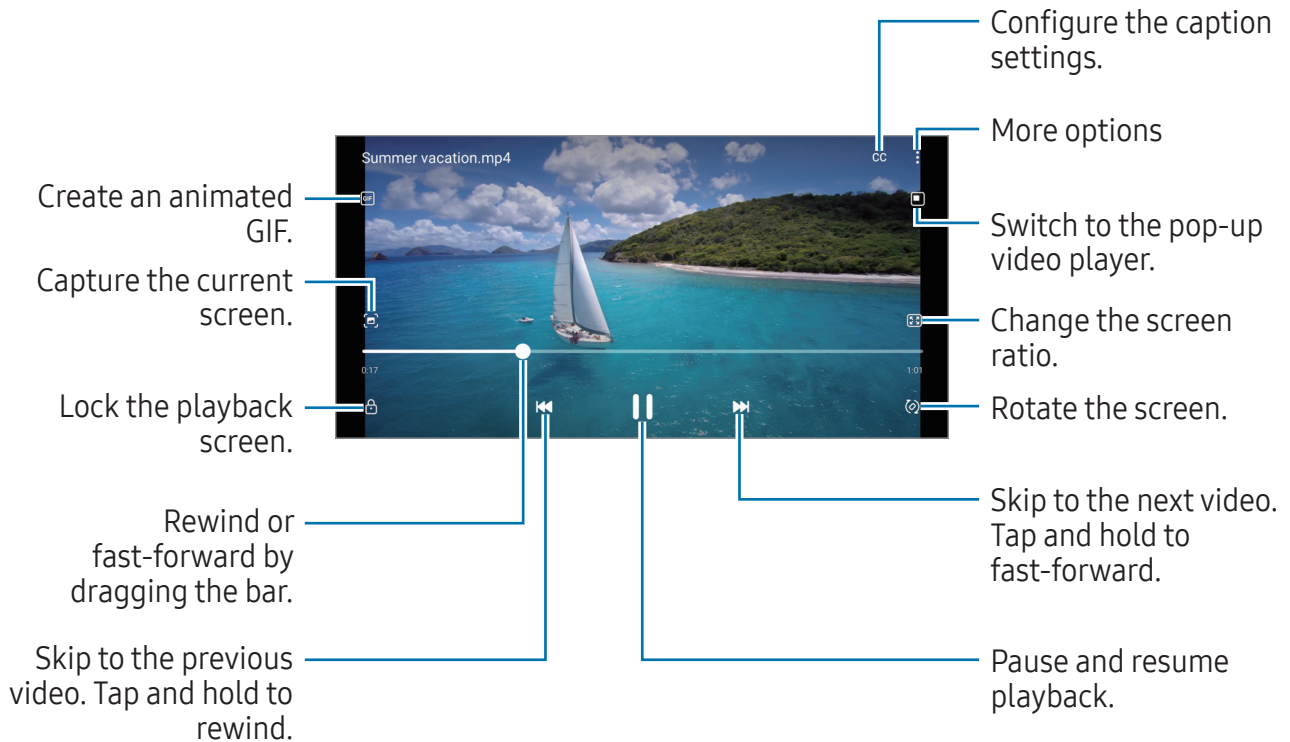 Configure the caption
settings.
More options
Summer vacation.mp4
CC
Create an animated
GIF.
GIF
Switch to the pop-up
video player.
Capture the current
screen.
Change the screen
ratio.
0:17
1:01
Lock the playback
screen.
Rotate the screen.
Rewind or
fast-forward by
dragging the bar.
Skip to the next video.
Tap and hold to
fast-forward.
Skip to the previous
video. Tap and hold to
rewind.
Pause and resume
playback.